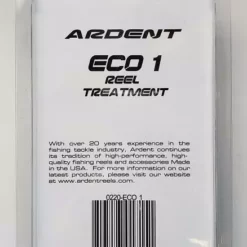 ARDENT
ECO 1
REEL
TREATMENT
With over 20 years experience in the
fishing tackle industry. Ardent continues
its tradition of high-performance, high-
quality fishing reels and accessories Made
in the USA. For more information on our
latest products, please visit our website
at www.ardentreels.com
0220-ECO 1